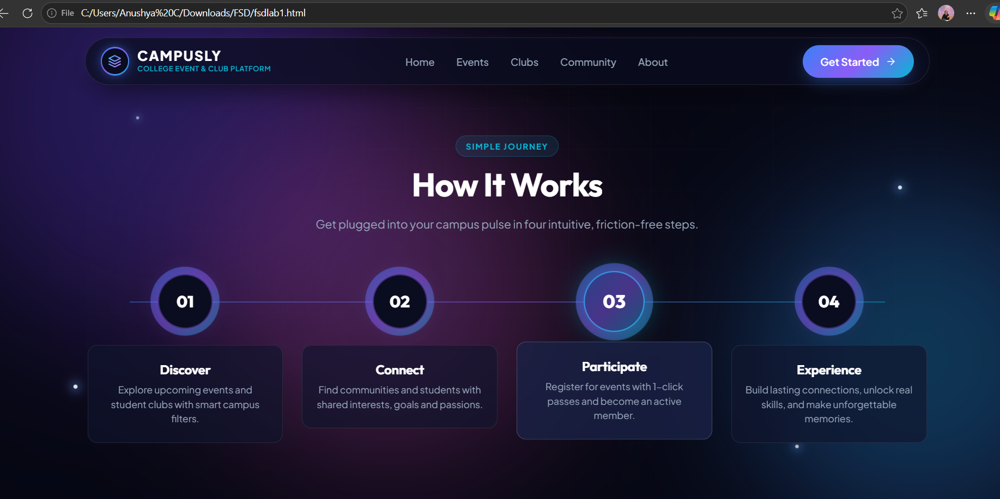 File C:/Users/Anushya%20C/Downloads/FSD/fsdlab1.html
CAMPUSLY
COLLEGE EVENT & CLUB PLATFORM
Home Events Clubs Community About
Get Started →
SIMPLE JOURNEY
How It Works
Get plugged into your campus pulse in four intuitive, friction-free steps.
01
02
03
04
Discover
Explore upcoming events and
student clubs with smart campus
filters.
Connect
Find communities and students with
shared interests, goals and passions.
Participate
Register for events with 1-click
passes and become an active
member.
Experience
Build lasting connections, unlock real
skills, and make unforgettable
memories.